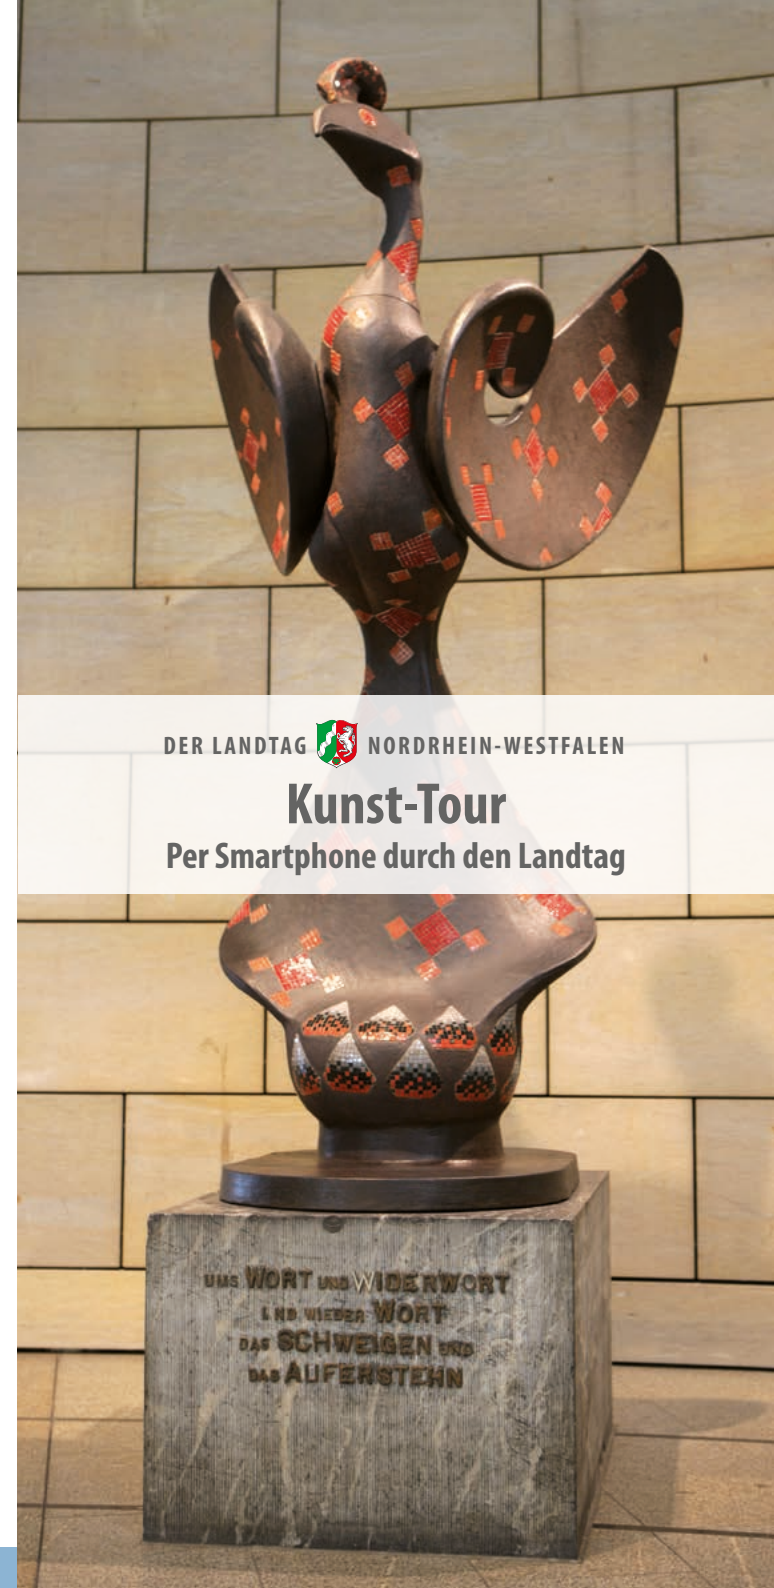 DER LANDTAG NORDRHEIN-WESTFALEN
Kunst-Tour
Per Smartphone durch den Landtag
UMS WORT UND WIDERWORT
UND WIEDER WORT
DAS SCHWEIGEN UND
DAS AUFERSTEHN